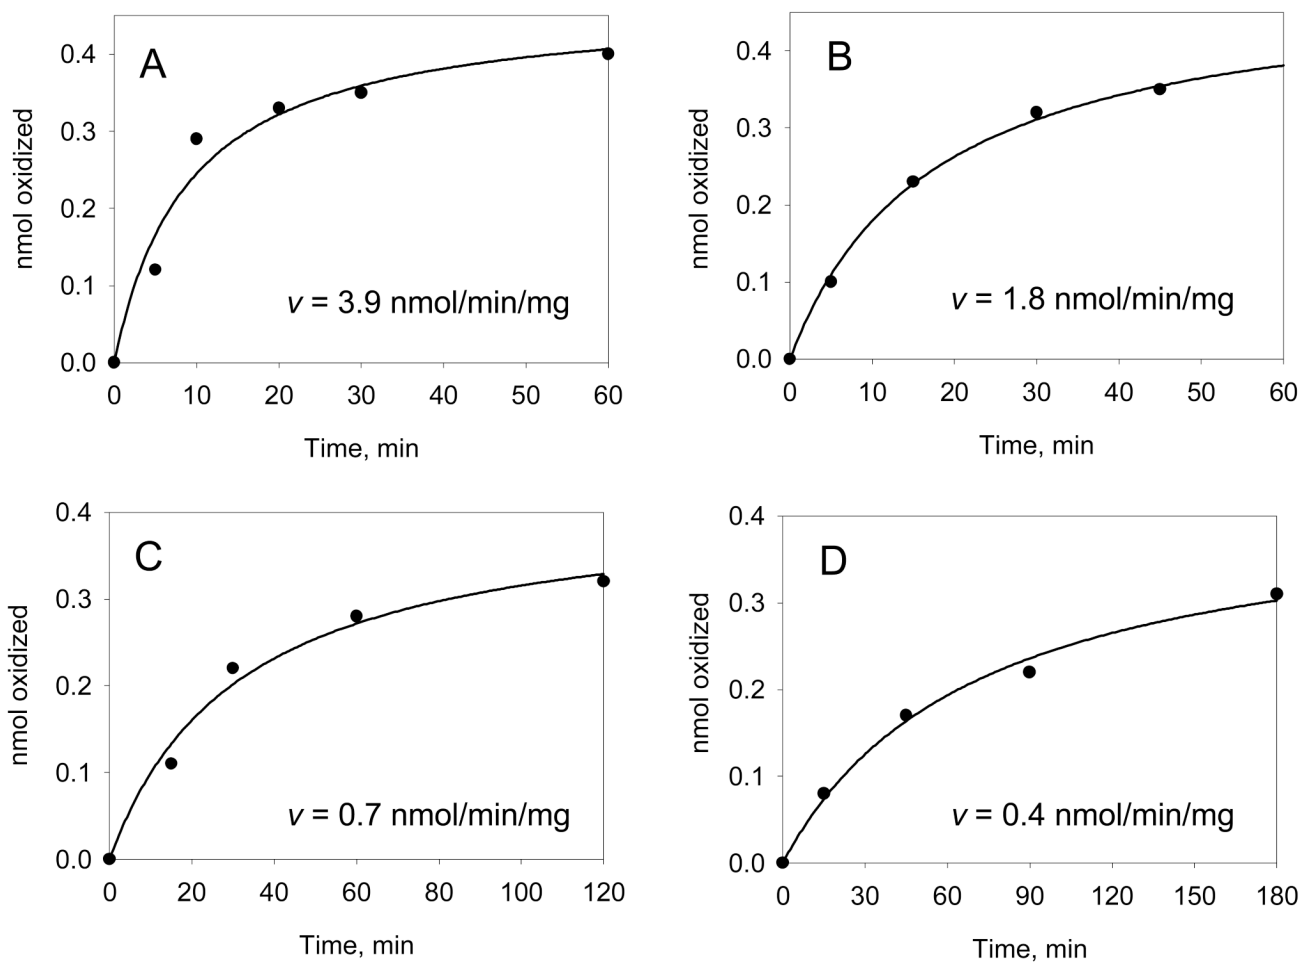 A
nmol oxidized
0.4
0.3
0.2
0.1
0.0
v = 3.9 nmol/min/mg
0 10 20 30 40 50 60
Time, min
B
nmol oxidized
0.4
0.3
0.2
0.1
0.0
v = 1.8 nmol/min/mg
0 10 20 30 40 50 60
Time, min
C
nmol oxidized
0.4
0.3
0.2
0.1
0.0
v = 0.7 nmol/min/mg
0 20 40 60 80 100 120
Time, min
D
nmol oxidized
0.4
0.3
0.2
0.1
0.0
v = 0.4 nmol/min/mg
0 30 60 90 120 150 180
Time, min